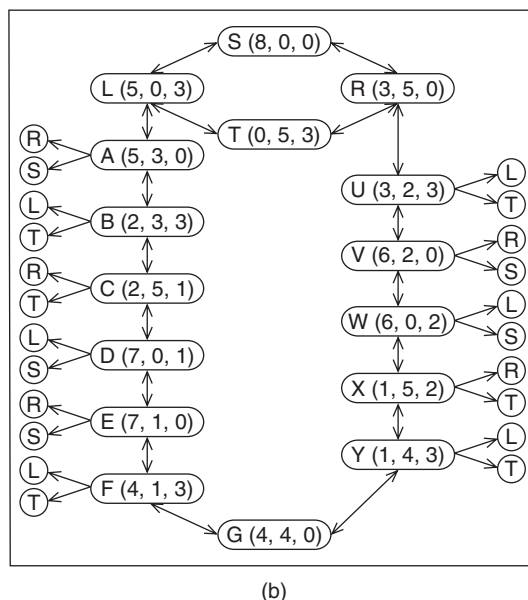 S (8, 0, 0)
L (5, 0, 3)
R (3, 5, 0)
T (0, 5, 3)
R
S
A (5, 3, 0)
L
T
B (2, 3, 3)
R
T
C (2, 5, 1)
L
S
D (7, 0, 1)
R
S
E (7, 1, 0)
L
T
F (4, 1, 3)
U (3, 2, 3)
L
T
V (6, 2, 0)
R
S
W (6, 0, 2)
L
S
X (1, 5, 2)
R
T
Y (1, 4, 3)
L
T
G (4, 4, 0)
(b)